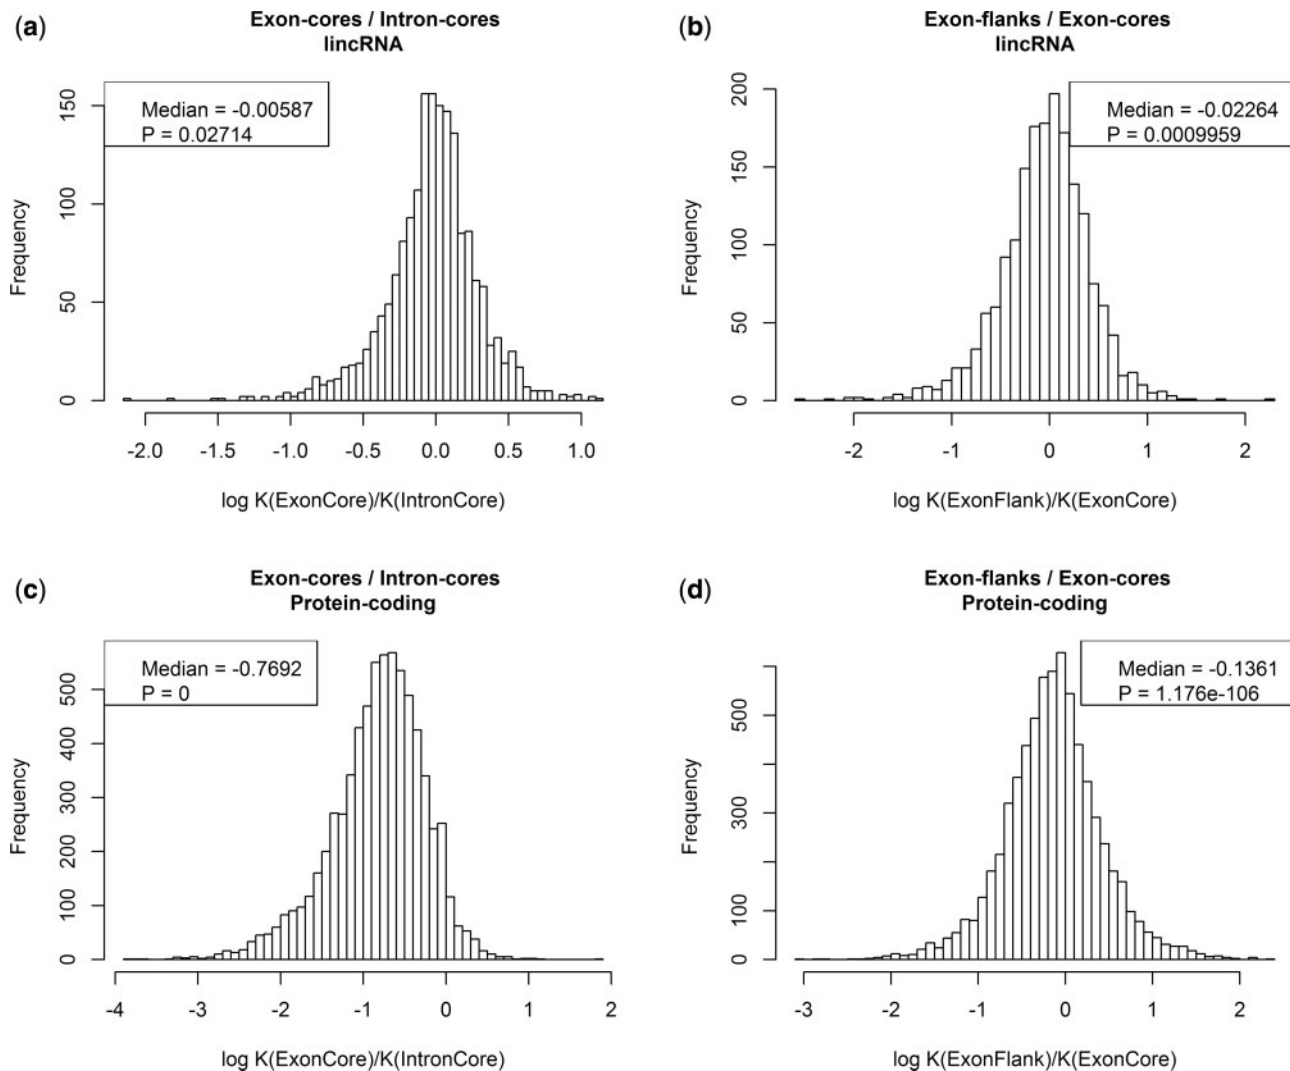 (a)
Exon-cores / Intron-cores
lincRNA
Median = -0.00587
P = 0.02714
Frequency
150
100
50
0
-2.0 -1.5 -1.0 -0.5 0.0 0.5 1.0
log K(ExonCore)/K(IntronCore)
(b)
Exon-flanks / Exon-cores
lincRNA
Median = -0.02264
P = 0.0009959
Frequency
200
150
100
50
0
-2 -1 0 1 2
log K(ExonFlank)/K(ExonCore)
(c)
Exon-cores / Intron-cores
Protein-coding
Median = -0.7692
P = 0
Frequency
500
400
300
200
100
0
-4 -3 -2 -1 0 1 2
log K(ExonCore)/K(IntronCore)
(d)
Exon-flanks / Exon-cores
Protein-coding
Median = -0.1361
P = 1.176e-106
Frequency
500
300
100
0
-3 -2 -1 0 1 2
log K(ExonFlank)/K(ExonCore)